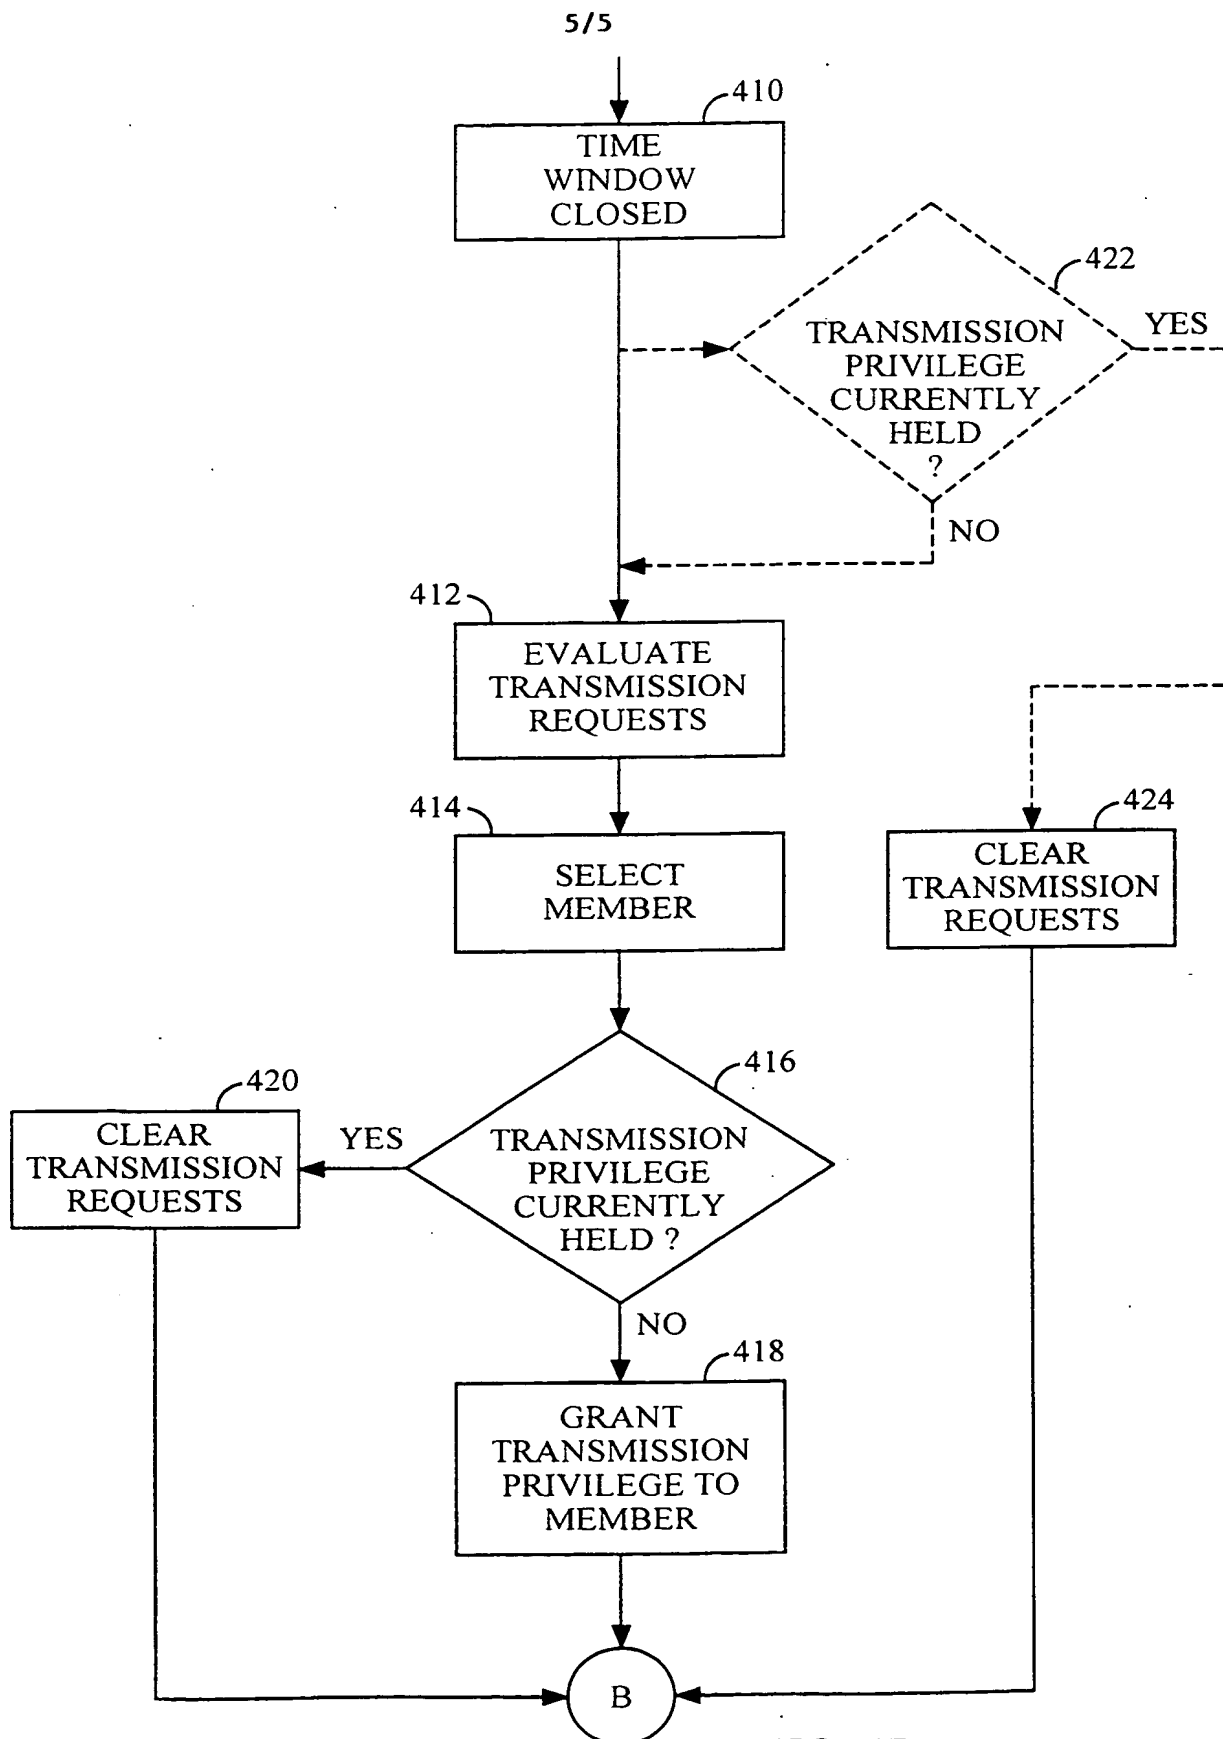 5/5
410
TIME
WINDOW
CLOSED
422
TRANSMISSION
PRIVILEGE
CURRENTLY
HELD
?
YES
NO
412
EVALUATE
TRANSMISSION
REQUESTS
414
SELECT
MEMBER
424
CLEAR
TRANSMISSION
REQUESTS
416
TRANSMISSION
PRIVILEGE
CURRENTLY
HELD ?
YES
420
CLEAR
TRANSMISSION
REQUESTS
NO
418
GRANT
TRANSMISSION
PRIVILEGE TO
MEMBER
B